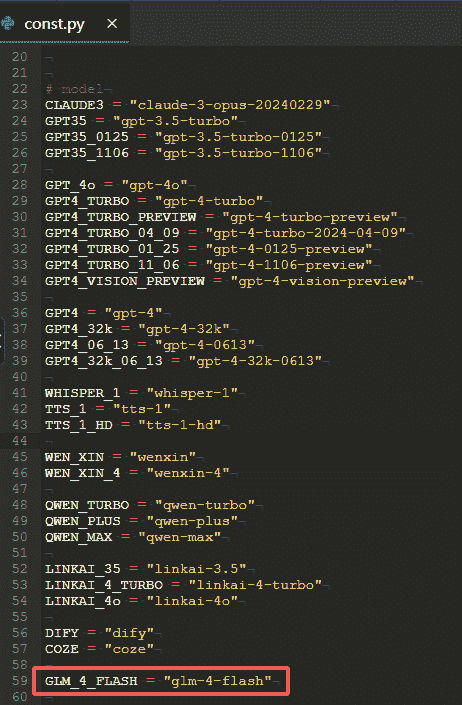 const.py ×
20
21
22 # model
23 CLAUDE3 = "claude-3-opus-20240229"
24 GPT35 = "gpt-3.5-turbo"
25 GPT35_0125 = "gpt-3.5-turbo-0125"
26 GPT35_1106 = "gpt-3.5-turbo-1106"
27
28 GPT_4o = "gpt-4o"
29 GPT4_TURBO = "gpt-4-turbo"
30 GPT4_TURBO_PREVIEW = "gpt-4-turbo-preview"
31 GPT4_TURBO_04_09 = "gpt-4-turbo-2024-04-09"
32 GPT4_TURBO_01_25 = "gpt-4-0125-preview"
33 GPT4_TURBO_11_06 = "gpt-4-1106-preview"
34 GPT4_VISION_PREVIEW = "gpt-4-vision-preview"
35
36 GPT4 = "gpt-4"
37 GPT4_32k = "gpt-4-32k"
38 GPT4_06_13 = "gpt-4-0613"
39 GPT4_32k_06_13 = "gpt-4-32k-0613"
40
41 WHISPER_1 = "whisper-1"
42 TTS_1 = "tts-1"
43 TTS_1_HD = "tts-1-hd"
44
45 WEN_XIN = "wenxin"
46 WEN_XIN_4 = "wenxin-4"
47
48 QWEN_TURBO = "qwen-turbo"
49 QWEN_PLUS = "qwen-plus"
50 QWEN_MAX = "qwen-max"
51
52 LINKAI_35 = "linkai-3.5"
53 LINKAI_4_TURBO = "linkai-4-turbo"
54 LINKAI_4o = "linkai-4o"
55
56 DIFY = "dify"
57 COZE = "coze"
58
59 GLM_4_FLASH = "glm-4-flash"
60